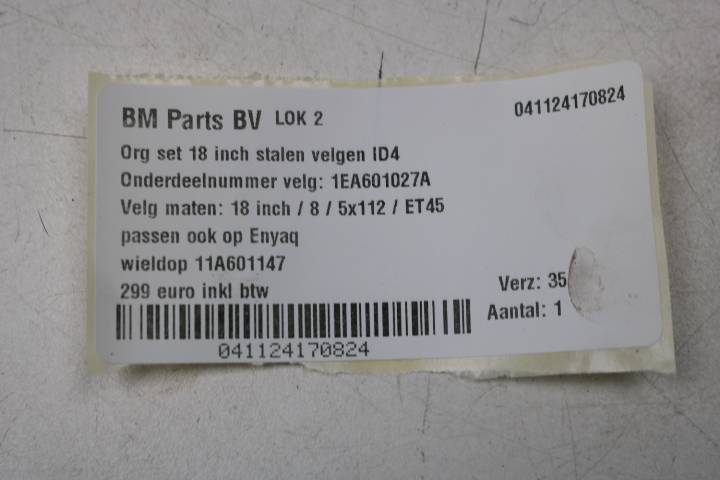 BM Parts BV LOK 2
041124170824
Org set 18 inch stalen velgen ID4
Onderdeelnummer velg: 1EA601027A
Velg maten: 18 inch / 8 / 5x112 / ET45
passen ook op Enyaq
wieldop 11A601147
299 euro inkl btw
Verz: 35
Aantal: 1
041124170824